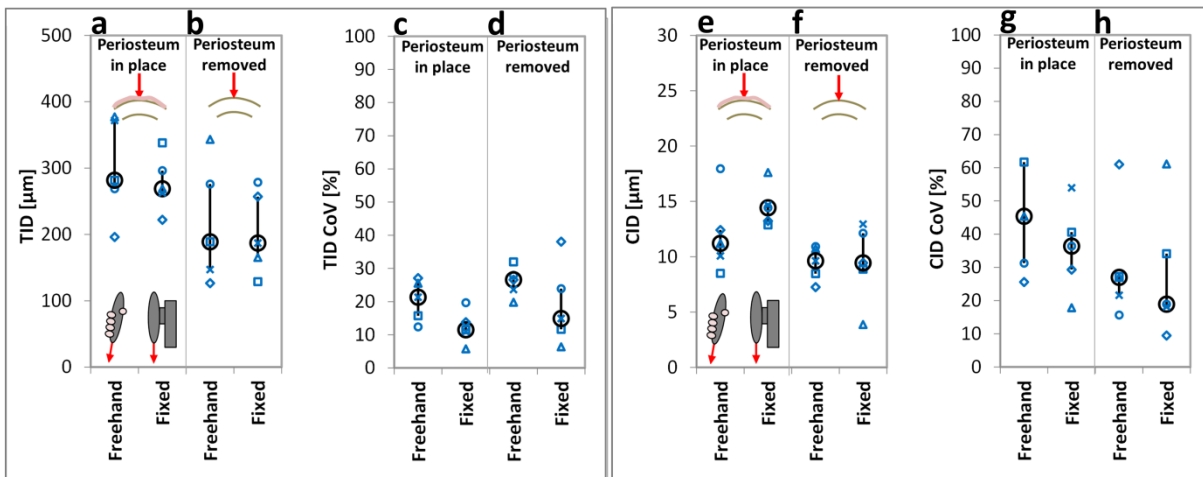 a
b
c
d
e
f
g
h
TID [µm]
500
400
300
200
100
0
Periosteum
in place
Periosteum
removed
Freehand
Fixed
Freehand
Fixed
TID CoV [%]
100
90
80
70
60
50
40
30
20
10
0
Periosteum
in place
Periosteum
removed
Freehand
Fixed
Freehand
Fixed
CID [µm]
30
25
20
15
10
5
0
Periosteum
in place
Periosteum
removed
Freehand
Fixed
Freehand
Fixed
CID CoV [%]
100
90
80
70
60
50
40
30
20
10
0
Periosteum
in place
Periosteum
removed
Freehand
Fixed
Freehand
Fixed